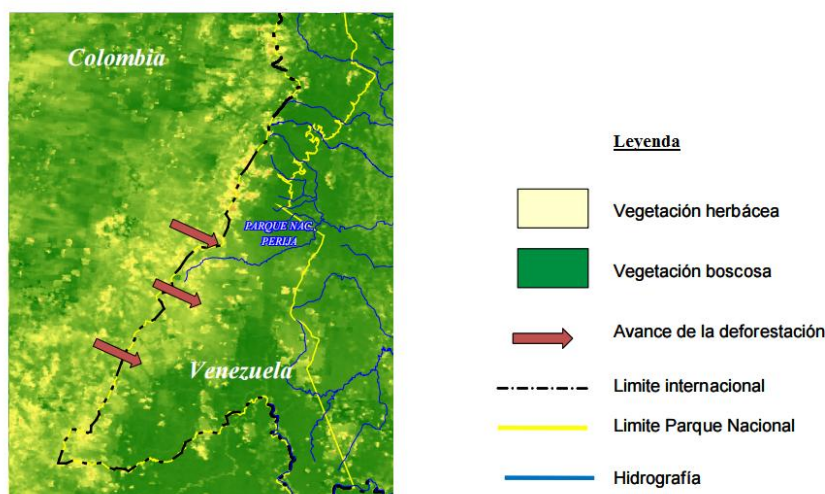 Colombia
PARQUE NAC.
PERIJA
Venezuela
Leyenda
Vegetación herbácea
Vegetación boscosa
Avance de la deforestación
Limite internacional
Limite Parque Nacional
Hidrografía